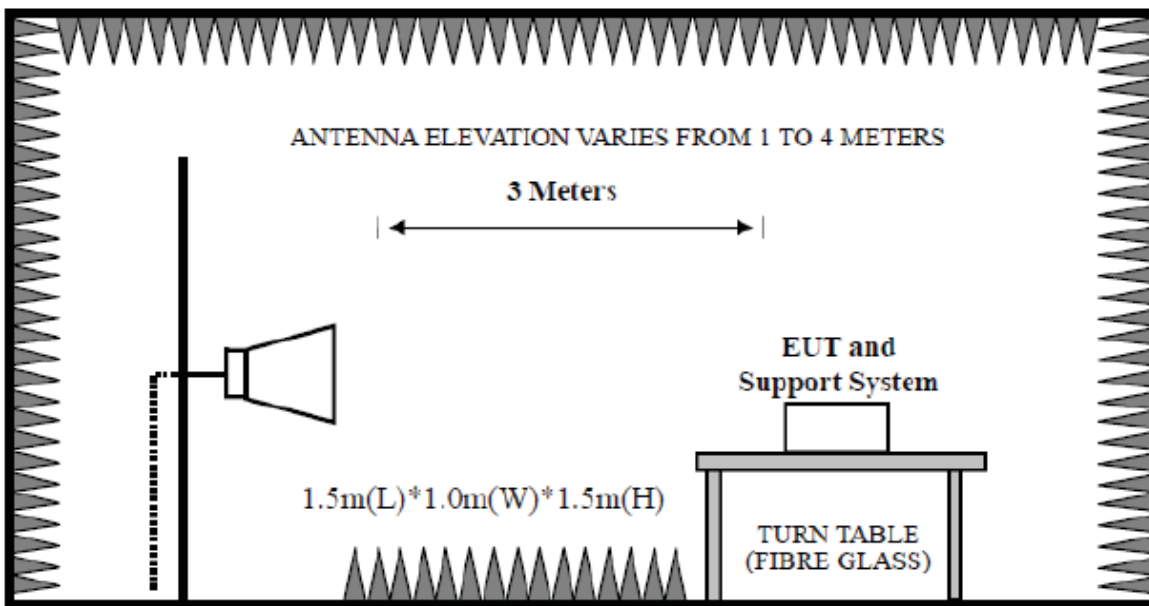 ANTENNA ELEVATION VARIES FROM 1 TO 4 METERS
3 Meters
EUT and
Support System
1.5m(L)*1.0m(W)*1.5m(H)
TURN TABLE
(FIBRE GLASS)